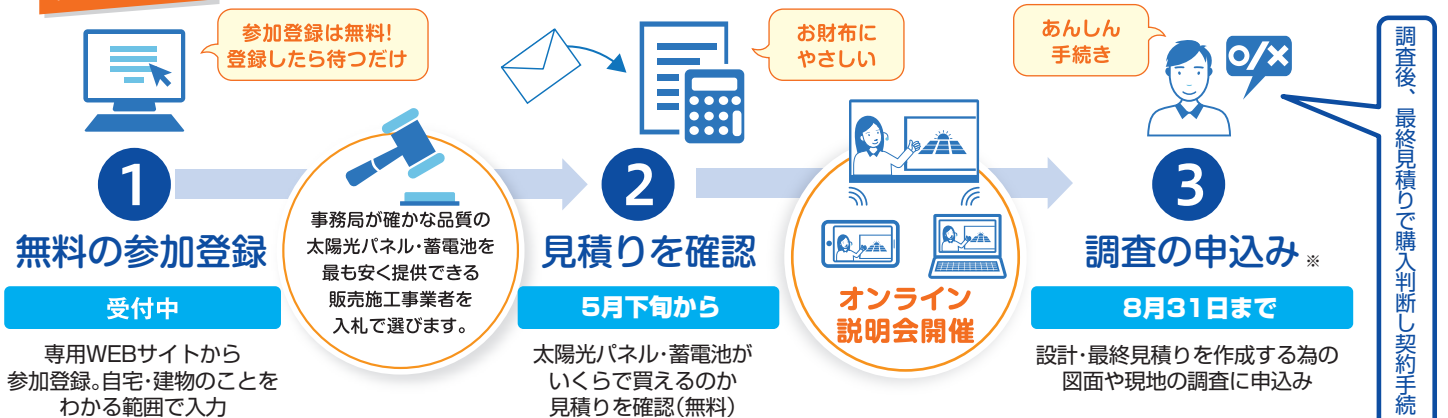 参加登録は無料!
登録したら待つだけ
1
無料の参加登録
受付中
専用WEBサイトから
参加登録。自宅・建物のことを
わかる範囲で入力
事務局が確かな品質の
太陽光パネル・蓄電池を
最も安く提供できる
販売施工事業者を
入札で選びます。
お財布に
やさしい
2
見積りを確認
5月下旬から
太陽光パネル・蓄電池が
いくらで買えるのか
見積りを確認(無料)
オンライン
説明会開催
あんしん
手続き
o/×
3
調査の申込み※
8月31日まで
設計・最終見積りを作成する為の
図面や現地の調査に申込み
調査後、最終見積りで購入判断し契約手続